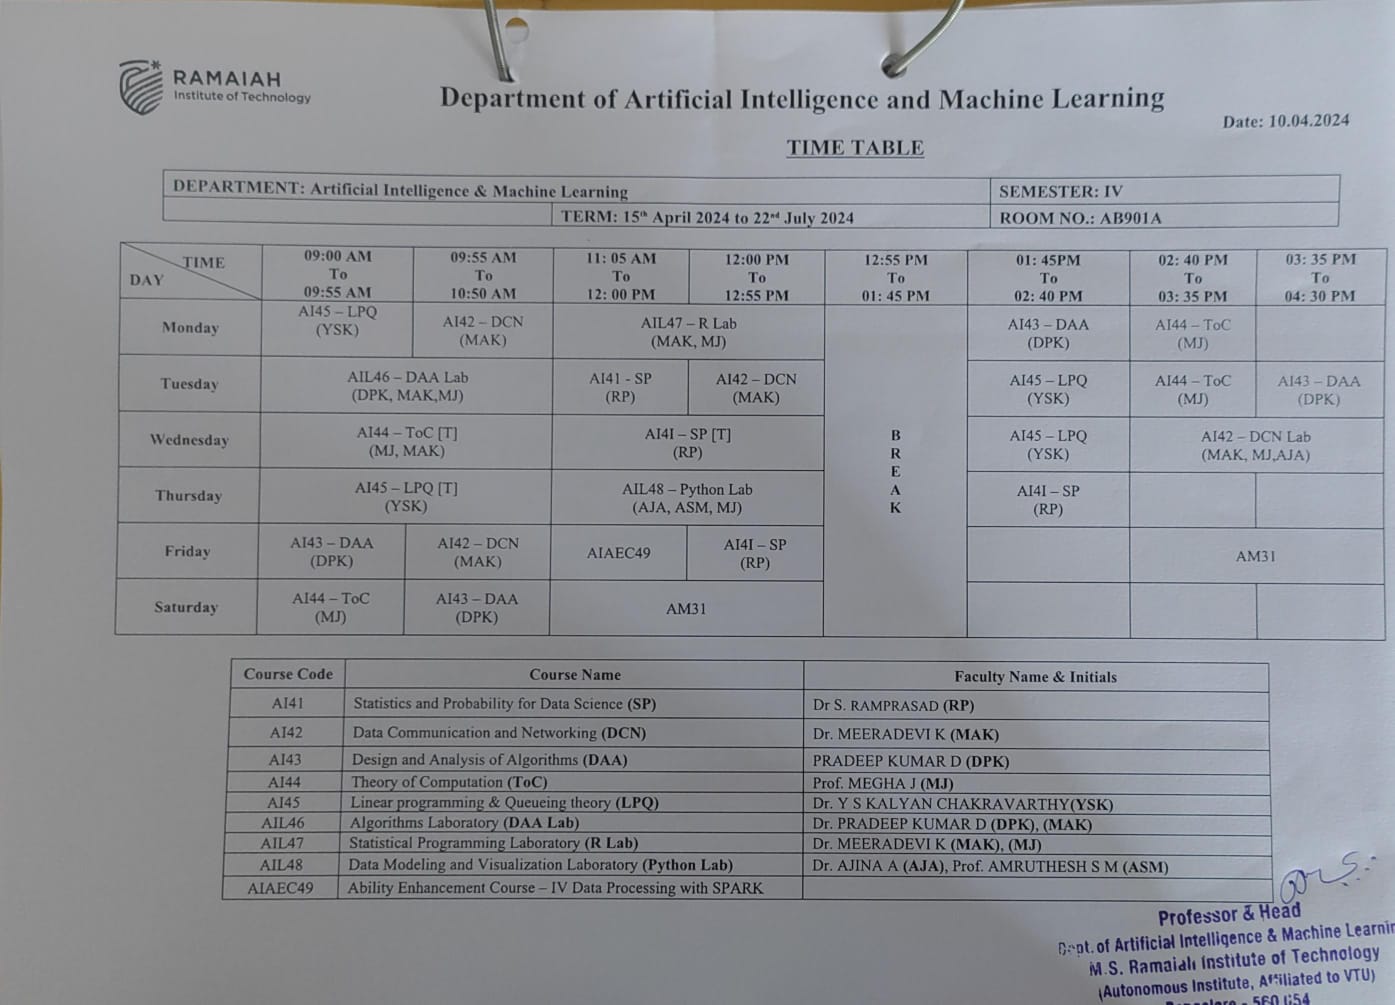 RAMAIAH
Institute of Technology
Department of Artificial Intelligence and Machine Learning
Date: 10.04.2024
TIME TABLE
DEPARTMENT: Artificial Intelligence & Machine Learning
SEMESTER: IV
TERM: 15th April 2024 to 22nd July 2024
ROOM NO.: AB901A
TIME
DAY
09:00 AM To 09:55 AM
09:55 AM To 10:50 AM
11: 05 AM To 12: 00 PM
12:00 PM To 12:55 PM
12:55 PM To 01: 45 PM
01: 45PM To 02: 40 PM
02: 40 PM To 03: 35 PM
03: 35 PM To 04: 30 PM
Monday
AI45 – LPQ
(YSK)
AI42 – DCN
(MAK)
AIL47 – R Lab
(MAK, MJ)
AI43 – DAA
(DPK)
AI44 – ToC
(MJ)
Tuesday
AIL46 – DAA Lab
(DPK, MAK,MJ)
AI41 - SP
(RP)
AI42 – DCN
(MAK)
AI45 – LPQ
(YSK)
AI44 – ToC
(MJ)
AI43 – DAA
(DPK)
Wednesday
AI44 – ToC [T]
(MJ, MAK)
AI4I – SP [T]
(RP)
BREAK
AI45 – LPQ
(YSK)
AI42 – DCN Lab
(MAK, MJ,AJA)
Thursday
AI45 – LPQ [T]
(YSK)
AIL48 – Python Lab
(AJA, ASM, MJ)
AI4I – SP
(RP)
Friday
AI43 – DAA
(DPK)
AI42 – DCN
(MAK)
AIAEC49
AI4I – SP
(RP)
AM31
Saturday
AI44 – ToC
(MJ)
AI43 – DAA
(DPK)
AM31
Course Code Course Name Faculty Name & Initials
AI41 Statistics and Probability for Data Science (SP) Dr S. RAMPRASAD (RP)
AI42 Data Communication and Networking (DCN) Dr. MEERADEVI K (MAK)
AI43 Design and Analysis of Algorithms (DAA) PRADEEP KUMAR D (DPK)
AI44 Theory of Computation (ToC) Prof. MEGHA J (MJ)
AI45 Linear programming & Queueing theory (LPQ) Dr. Y S KALYAN CHAKRAVARTHY(YSK)
AIL46 Algorithms Laboratory (DAA Lab) Dr. PRADEEP KUMAR D (DPK), (MAK)
AIL47 Statistical Programming Laboratory (R Lab) Dr. MEERADEVI K (MAK), (MJ)
AIL48 Data Modeling and Visualization Laboratory (Python Lab) Dr. AJINA A (AJA), Prof. AMRUTHESH S M (ASM)
AIAEC49 Ability Enhancement Course – IV Data Processing with SPARK
Professor & Head
Dept. of Artificial Intelligence & Machine Learnin
M.S. Ramaiah Institute of Technology
(Autonomous Institute, Affiliated to VTU)